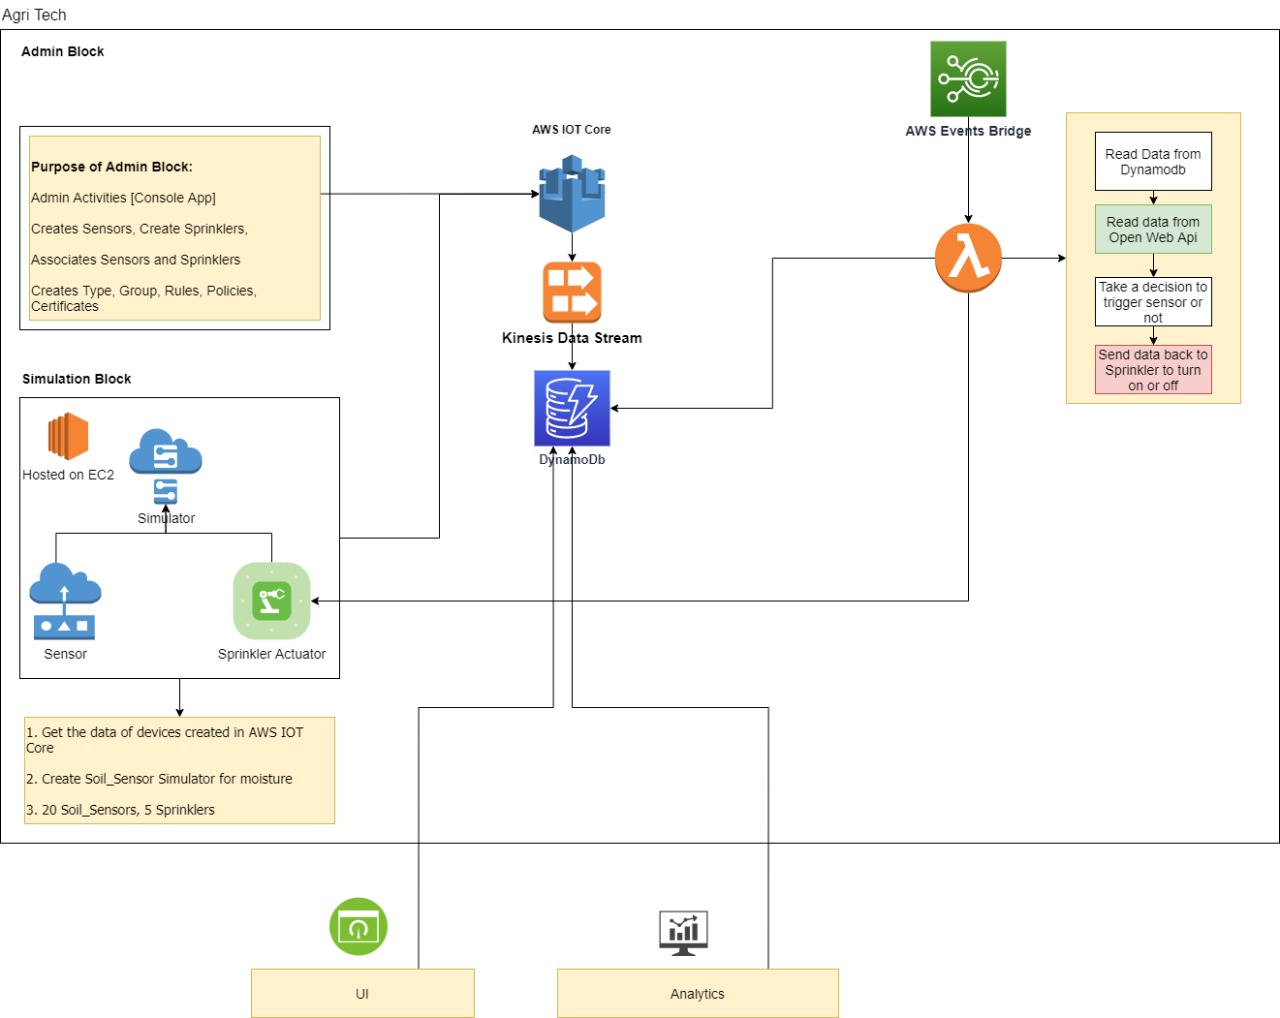 Agri Tech
Admin Block
Purpose of Admin Block:
Admin Activities [Console App]
Creates Sensors, Create Sprinklers,
Associates Sensors and Sprinklers
Creates Type, Group, Rules, Policies,
Certificates
AWS IOT Core
Kinesis Data Stream
DynamoDb
AWS Events Bridge
λ
Read Data from
Dynamodb
Read data from
Open Web Api
Take a decision to
trigger sensor or
not
Send data back to
Sprinkler to turn
on or off
Simulation Block
Hosted on EC2
Simulator
Sensor
Sprinkler Actuator
1. Get the data of devices created in AWS IOT
Core
2. Create Soil_Sensor Simulator for moisture
3. 20 Soil_Sensors, 5 Sprinklers
UI
Analytics